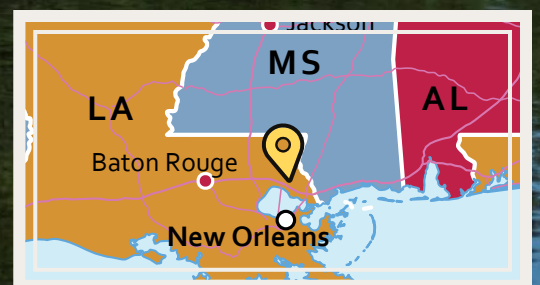 Jackson
MS
LA
AL
Baton Rouge
New Orleans